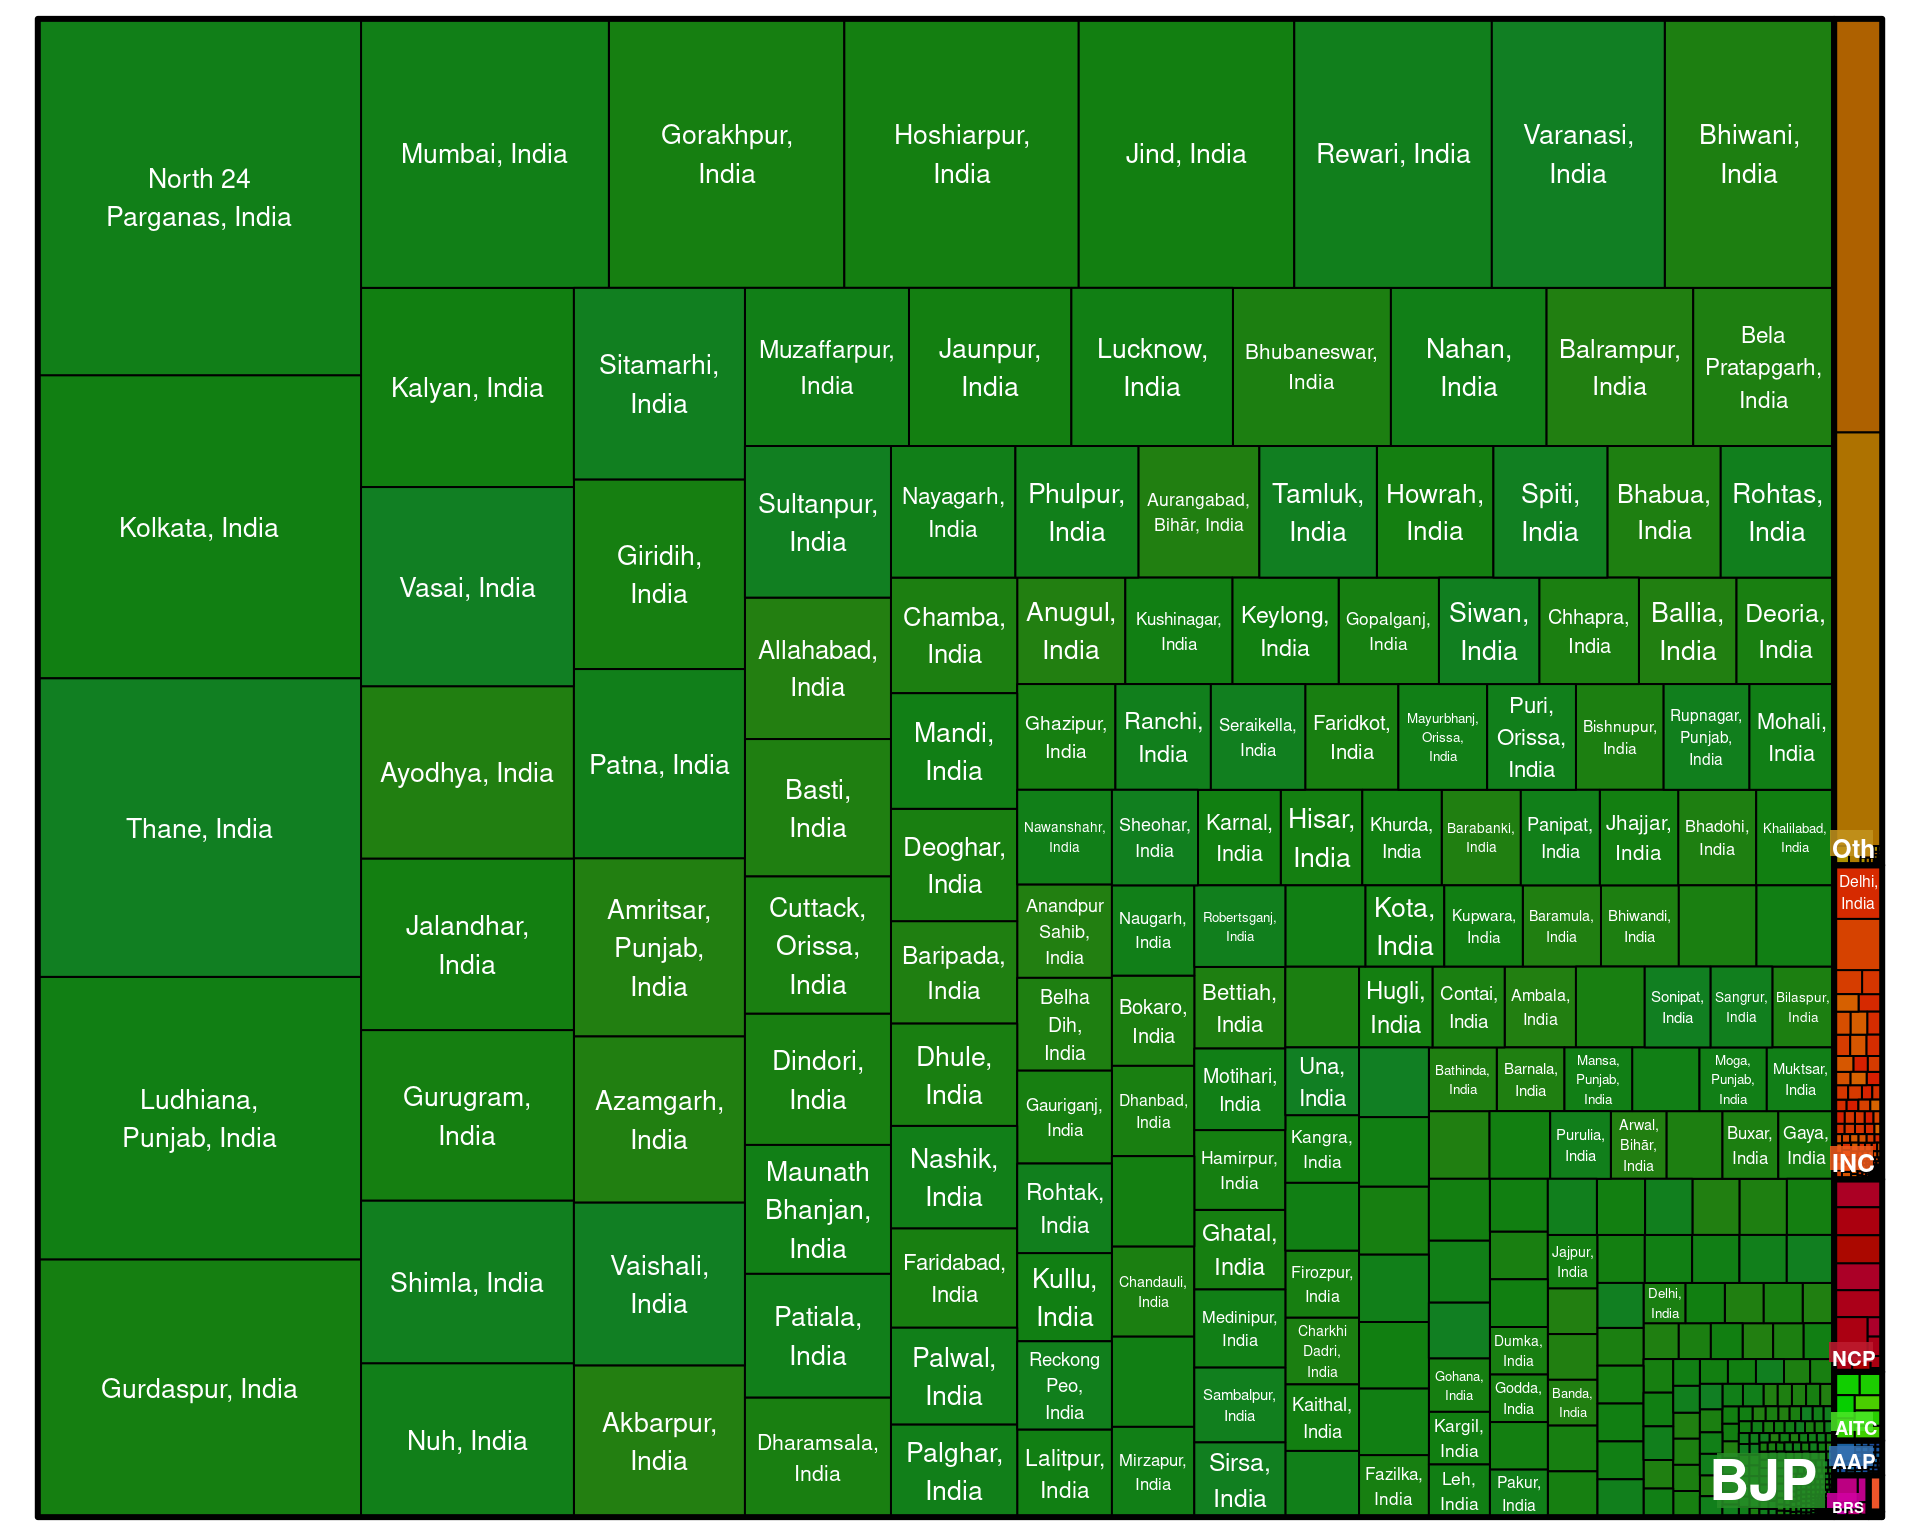 North 24
Parganas, India
Kolkata, India
Thane, India
Ludhiana,
Punjab, India
Gurdaspur, India
Mumbai, India
Gorakhpur,
India
Hoshiarpur,
India
Jind, India
Rewari, India
Varanasi,
India
Bhiwani,
India
Kalyan, India
Vasai, India
Ayodhya, India
Jalandhar,
India
Gurugram,
India
Shimla, India
Nuh, India
Sitamarhi,
India
Giridih,
India
Patna, India
Amritsar,
Punjab,
India
Azamgarh,
India
Vaishali,
India
Akbarpur,
India
Muzaffarpur,
India
Jaunpur,
India
Lucknow,
India
Bhubaneswar,
India
Nahan,
India
Balrampur,
India
Bela
Pratapgarh,
India
Sultanpur,
India
Allahabad,
India
Basti,
India
Cuttack,
Orissa,
India
Dindori,
India
Maunath
Bhanjan,
India
Patiala,
India
Dharamsala,
India
Nayagarh,
India
Phulpur,
India
Aurangabad,
Bihār, India
Tamluk,
India
Howrah,
India
Spiti,
India
Bhabua,
India
Rohtas,
India
Chamba,
India
Mandi,
India
Deoghar,
India
Baripada,
India
Dhule,
India
Nashik,
India
Faridabad,
India
Palwal,
India
Palghar,
India
Anugul,
India
Kushinagar,
India
Keylong,
India
Gopalganj,
India
Siwan,
India
Chhapra,
India
Ballia,
India
Deoria,
India
Ghazipur,
India
Ranchi,
India
Seraikella,
India
Faridkot,
India
Mayurbhanj,
Orissa,
India
Puri,
Orissa,
India
Bishnupur,
India
Rupnagar,
Punjab,
India
Mohali,
India
Nawanshahr,
India
Sheohar,
India
Karnal,
India
Hisar,
India
Khurda,
India
Barabanki,
India
Panipat,
India
Jhajjar,
India
Bhadohi,
India
Khalilabad,
India
Anandpur
Sahib,
India
Belha
Dih,
India
Gauriganj,
India
Rohtak,
India
Kullu,
India
Reckong
Peo,
India
Lalitpur,
India
Naugarh,
India
Bokaro,
India
Dhanbad,
India
Chandauli,
India
Mirzapur,
India
Robertsganj,
India
Kota,
India
Kupwara,
India
Baramula,
India
Bhiwandi,
India
Bettiah,
India
Motihari,
India
Hamirpur,
India
Ghatal,
India
Medinipur,
India
Sambalpur,
India
Sirsa,
India
Hugli,
India
Contai,
India
Ambala,
India
Sonipat,
India
Sangrur,
India
Bilaspur,
India
Una,
India
Kangra,
India
Firozpur,
India
Charkhi
Dadri,
India
Kaithal,
India
Fazilka,
India
Bathinda,
India
Barnala,
India
Mansa,
Punjab,
India
Moga,
Punjab,
India
Muktsar,
India
Purulia,
India
Arwal,
Bihār,
India
Buxar,
India
Gaya,
India
Jajpur,
India
Delhi,
India
Gohana,
India
Kargil,
India
Leh,
India
Dumka,
India
Godda,
India
Pakur,
India
Banda,
India
BJP
Oth
Delhi,
India
INC
NCP
AITC
AAP
BRS